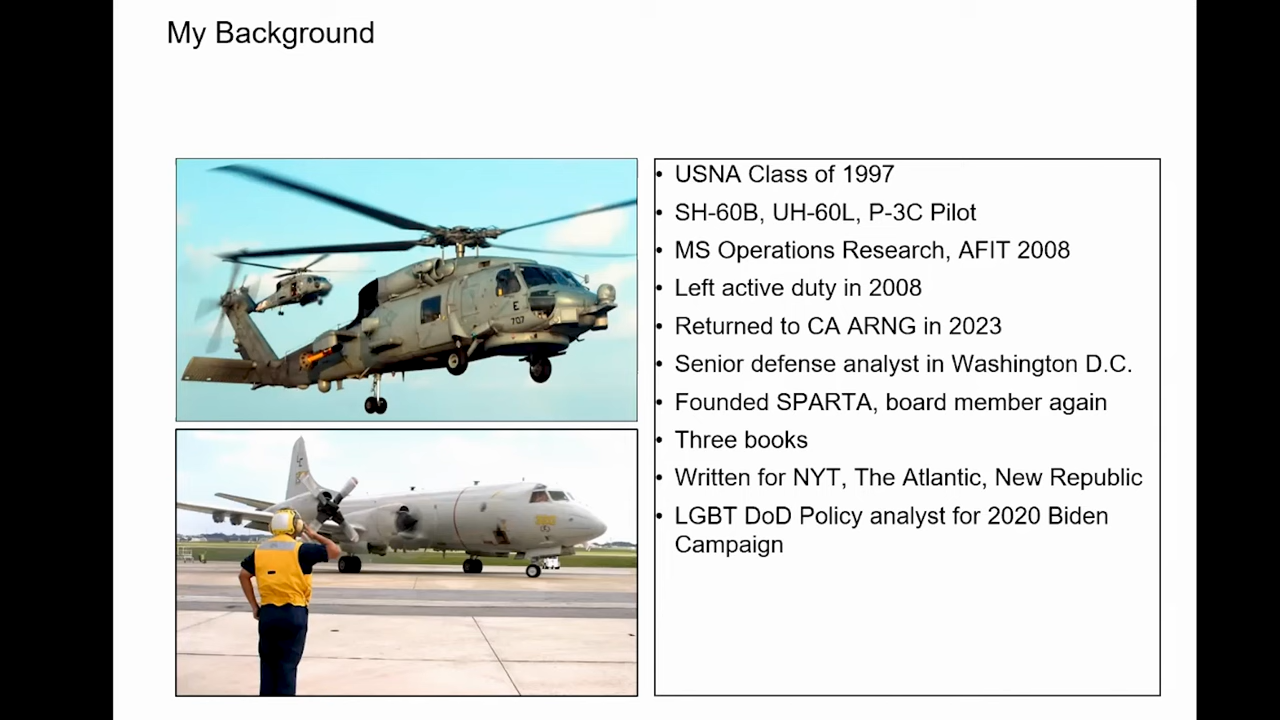 My Background
E
707
USNA Class of 1997
SH-60B, UH-60L, P-3C Pilot
MS Operations Research, AFIT 2008
Left active duty in 2008
Returned to CA ARNG in 2023
Senior defense analyst in Washington D.C.
Founded SPARTA, board member again
Three books
Written for NYT, The Atlantic, New Republic
LGBT DoD Policy analyst for 2020 Biden
Campaign